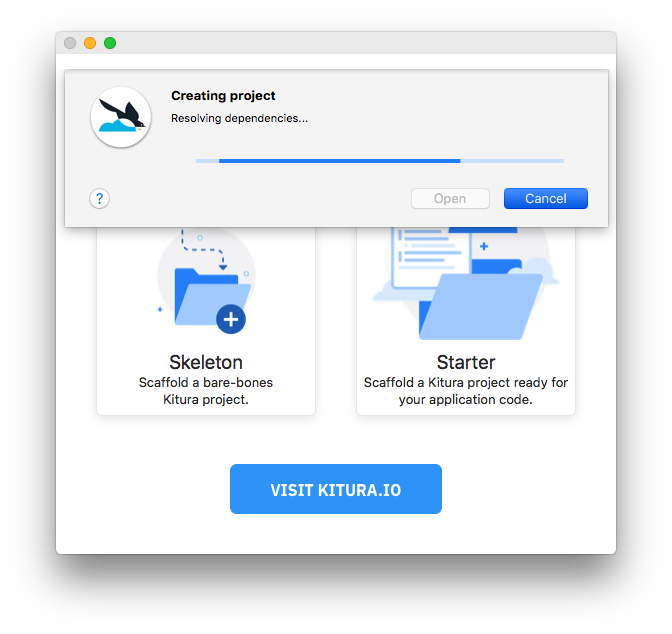 Creating project
Resolving dependencies...
?
Open
Cancel
Skeleton
Scaffold a bare-bones
Kitura project.
Starter
Scaffold a Kitura project ready for
your application code.
VISIT KITURA.IO